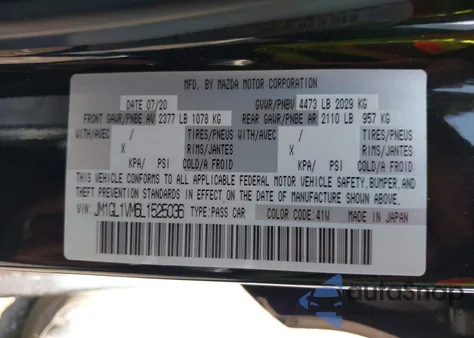 MFD. BY MAZDA MOTOR CORPORATION
DATE 07/20 GVWR/PNBV 4473 LB 2029 KG
FRONT GAWR/PNBE AV 2377 LB 1078 KG REAR GAWR/PNBE AR 2110 LB 957 KG
WITH/AVEC / TIRES/PNEUS WITH/AVEC / TIRES/PNEUS
X RIMS/JANTES X RIMS/JANTES
KPA/ PSI COLD/A FROID KPA/ PSI COLD/A FROID
THIS VEHICLE CONFORMS TO ALL APPLICABLE FEDERAL MOTOR VEHICLE SAFETY, BUMPER, AND
THEFT PREVENTION STANDARDS IN EFFECT ON THE DATE OF MANUFACTURE SHOWN ABOVE.
VIN: JM1GL1VM6L1525036 TYPE:PASS CAR COLOR CODE:41W MADE IN JAPAN
autoSnap